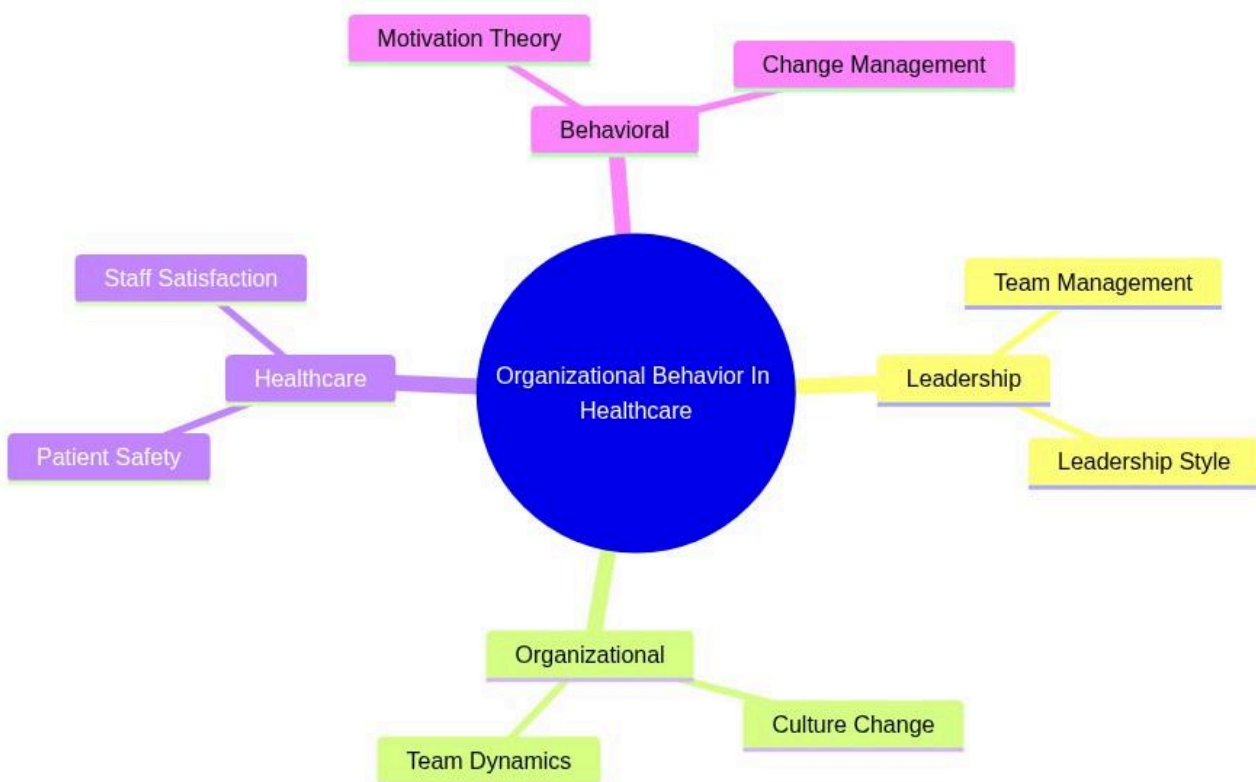 Motivation Theory
Change Management
Behavioral
Staff Satisfaction
Team Management
Healthcare
Organizational Behavior In
Healthcare
Leadership
Patient Safety
Leadership Style
Organizational
Culture Change
Team Dynamics